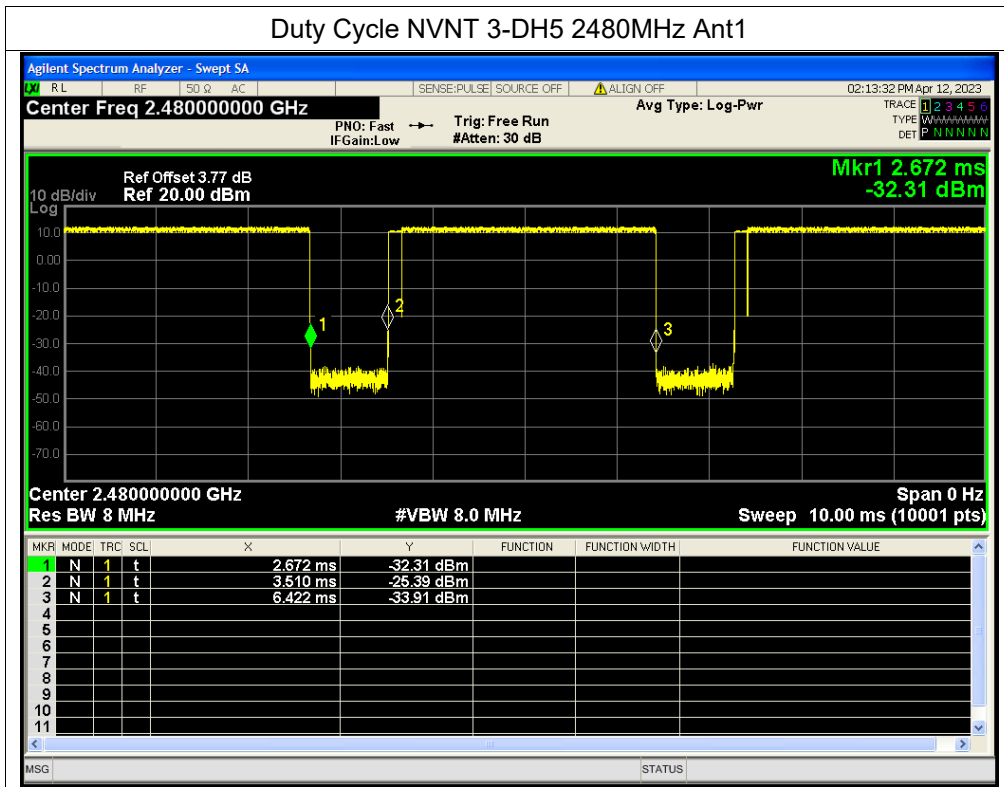 Duty Cycle NVNT 3-DH5 2480MHz Ant1
Agilent Spectrum Analyzer - Swept SA
LXI RL RF 50 Ω AC SENSE:PULSE SOURCE OFF ALIGN OFF 02:13:32 PM Apr 12, 2023
Center Freq 2.480000000 GHz Avg Type: Log-Pwr TRACE 1 2 3 4 5 6
PNO: Fast Trig: Free Run TYPE WWWWWW
IFGain:Low #Atten: 30 dB DET P N N N N N
Mkr1 2.672 ms
Ref Offset 3.77 dB
10 dB/div Ref 20.00 dBm -32.31 dBm
Log
10.0
0.00
-10.0
-20.0
-30.0
-40.0
-50.0
-60.0
-70.0
1
2
3
Center 2.480000000 GHz Span 0 Hz
Res BW 8 MHz #VBW 8.0 MHz Sweep 10.00 ms (10001 pts)
MKR MODE TRC SCL X Y FUNCTION FUNCTION WIDTH FUNCTION VALUE
1 N 1 t 2.672 ms -32.31 dBm
2 N 1 t 3.510 ms -25.39 dBm
3 N 1 t 6.422 ms -33.91 dBm
4
5
6
7
8
9
10
11
MSG STATUS